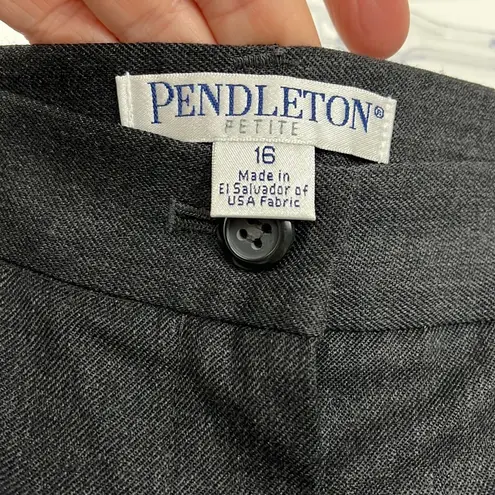 PENDLETON®
PETITE
16
Made in
El Salvador of
USA Fabric